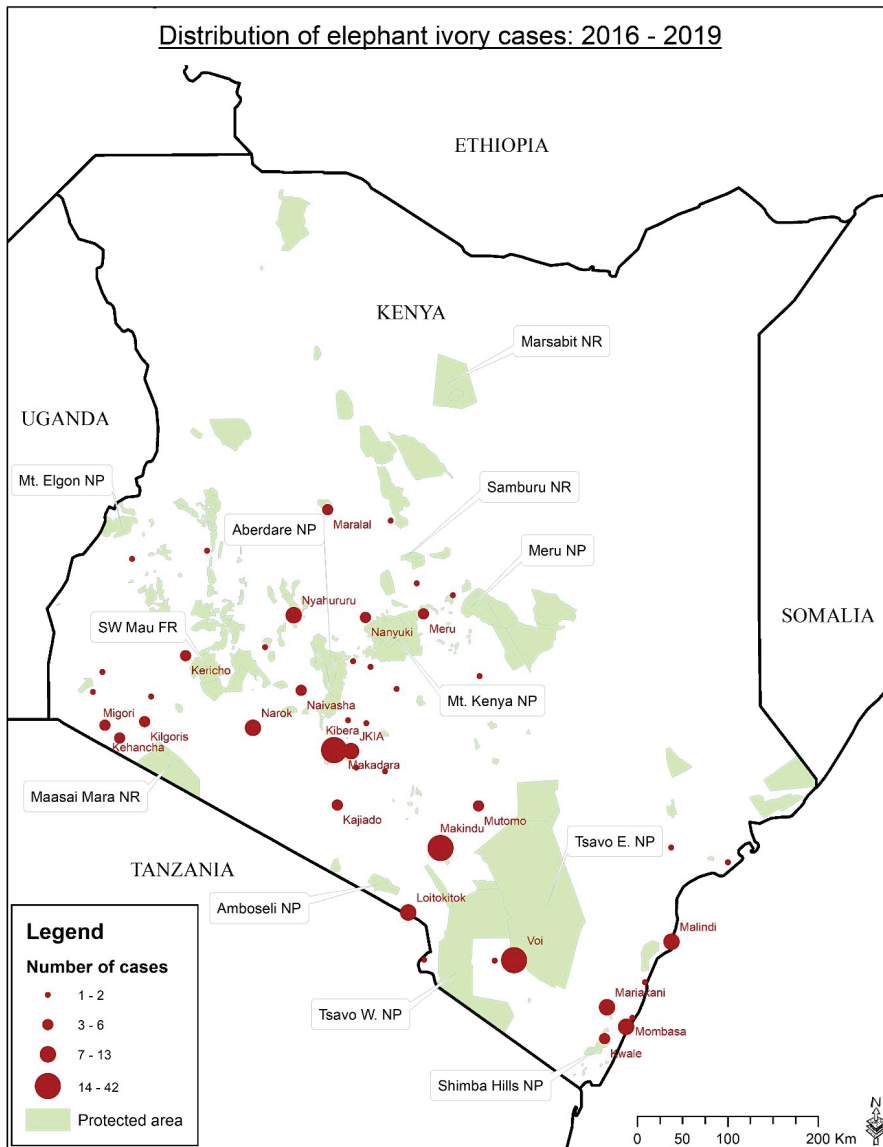 Distribution of elephant ivory cases: 2016 - 2019
ETHIOPIA
KENYA
Marsabit NR
UGANDA
Mt. Elgon NP
Samburu NR
Aberdare NP
Maralal
Meru NP
Nyahururu
SW Mau FR
Nanyuki
Meru
SOMALIA
Kericho
Mt. Kenya NP
Naivasha
Migori
Kilgoris
Narok
Kibera
JKIA
Kehancha
Makadara
Maasai Mara NR
Kajiado
Mutomo
Makindu
Tsavo E. NP
TANZANIA
Amboseli NP
Loitokitok
Malindi
Voi
Legend
Number of cases
1 - 2
3 - 6
7 - 13
14 - 42
Protected area
Tsavo W. NP
Mariakani
Mombasa
Kwale
Shimba Hills NP
N
0 50 100 200 Km